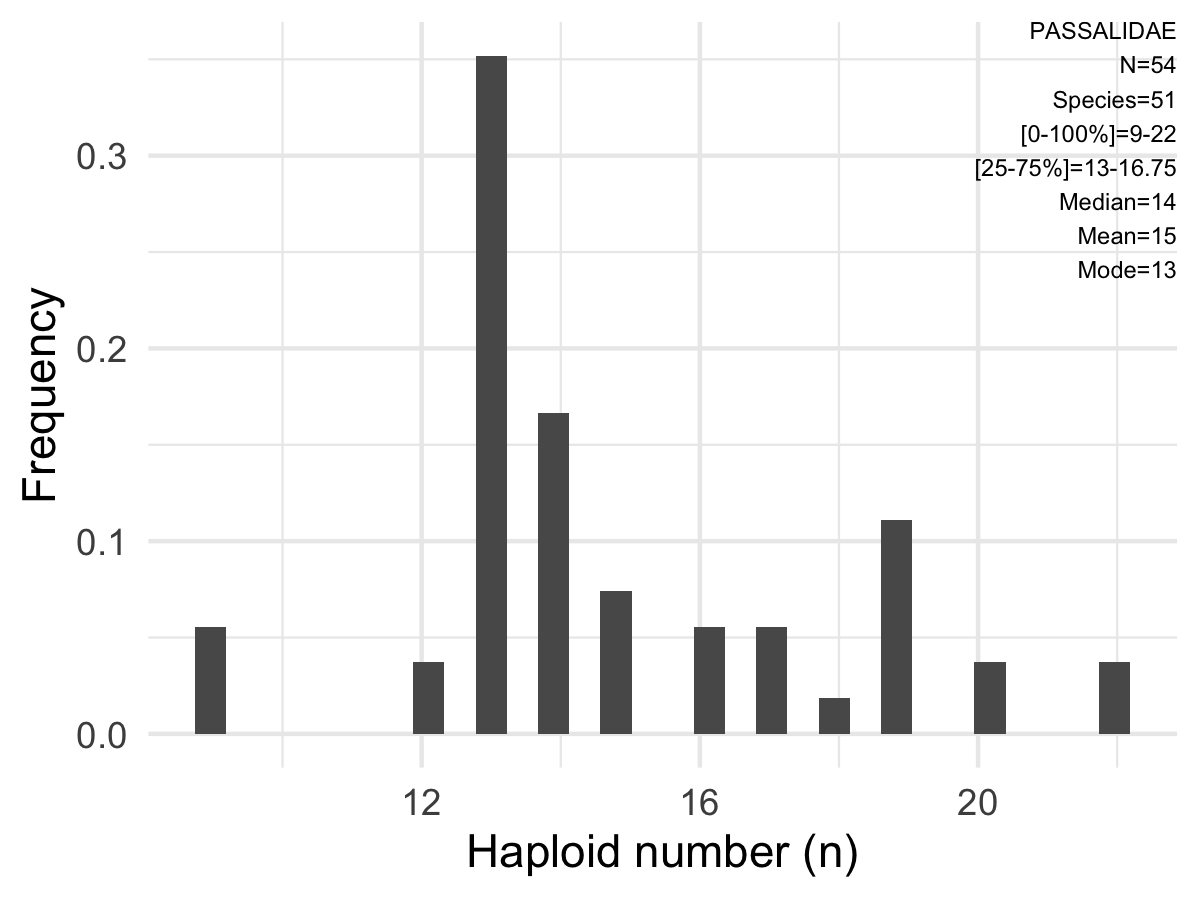 PASSALIDAE
N=54
Species=51
[0-100%]=9-22
[25-75%]=13-16.75
Median=14
Mean=15
Mode=13
0.3
0.2
0.1
0.0
Frequency
12 16 20
Haploid number (n)